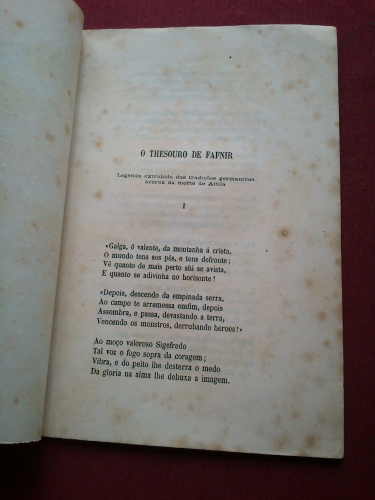 O THESOURO DE FAFNIR
Legenda extrahida das tradições germanicas
ácerca da morte de Attila
I
«Galga, ó valente, da montanha á crista,
O mundo tens aos pés, e tens defronte;
Vê quanto de mais perto ahi se avista,
E quanto se adivinha no horisonte!
«Depois, descendo da empinada serra,
Ao campo te arremessa emfim, depois
Assombra, e passa, devastando a terra,
Vencendo os monstros, derrubando heroes!»
Ao moço valoroso Sigefredo
Tal voz o fogo sopra da coragem;
Vibra, e do peito lhe desterra o medo
Da gloria na alma lhe debuxa a imagem.